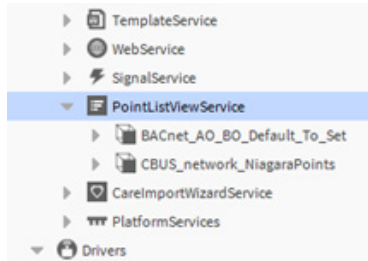 TemplateService
WebService
SignalService
PointListViewService
BACnet_AO_BO_Default_To_Set
CBUS_network_NiagaraPoints
CareImportWizardService
PlatformServices
Drivers